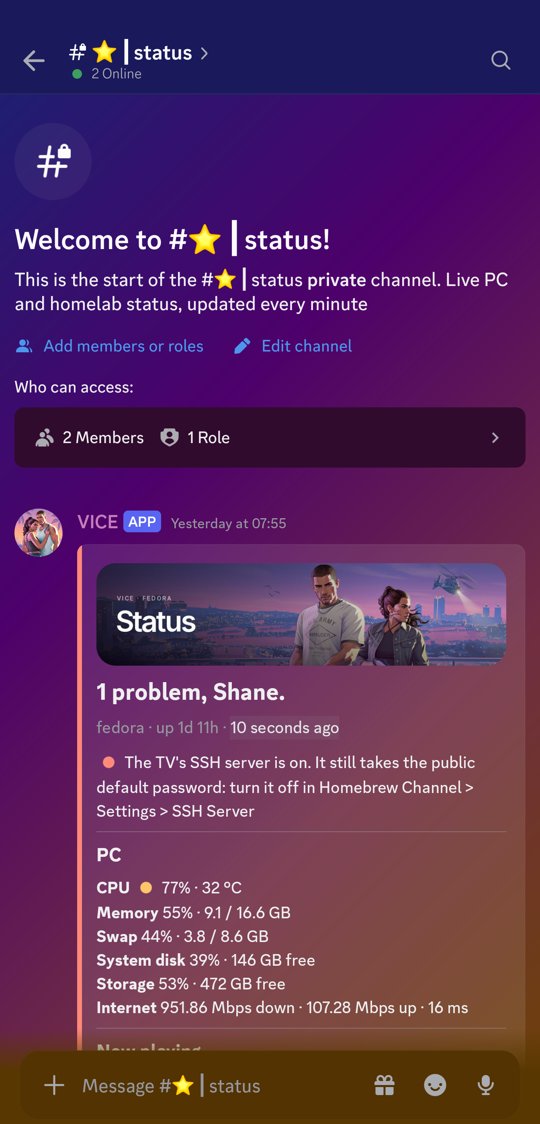 #⭐┃status
2 Online
Welcome to #⭐┃status!
This is the start of the #⭐┃status private channel. Live PC
and homelab status, updated every minute
Add members or roles
Edit channel
Who can access:
2 Members
1 Role
VICE APP Yesterday at 07:55
VICE · FEDORA
Status
1 problem, Shane.
fedora · up 1d 11h · 10 seconds ago
🔴 The TV's SSH server is on. It still takes the public
default password: turn it off in Homebrew Channel >
Settings > SSH Server
PC
CPU 🟡 77% · 32 °C
Memory 55% · 9.1 / 16.6 GB
Swap 44% · 3.8 / 8.6 GB
System disk 39% · 146 GB free
Storage 53% · 472 GB free
Internet 951.86 Mbps down · 107.28 Mbps up · 16 ms
Now playing
Message #⭐┃status